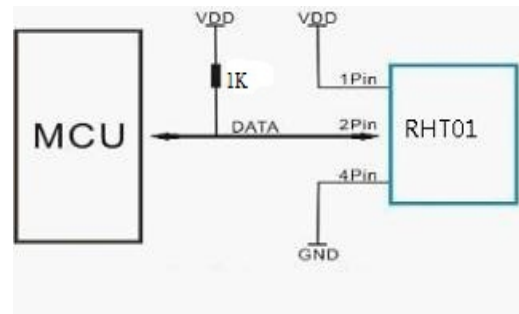 VDD VDD
1K
1Pin
MCU DATA 2Pin RHT01
4Pin
GND